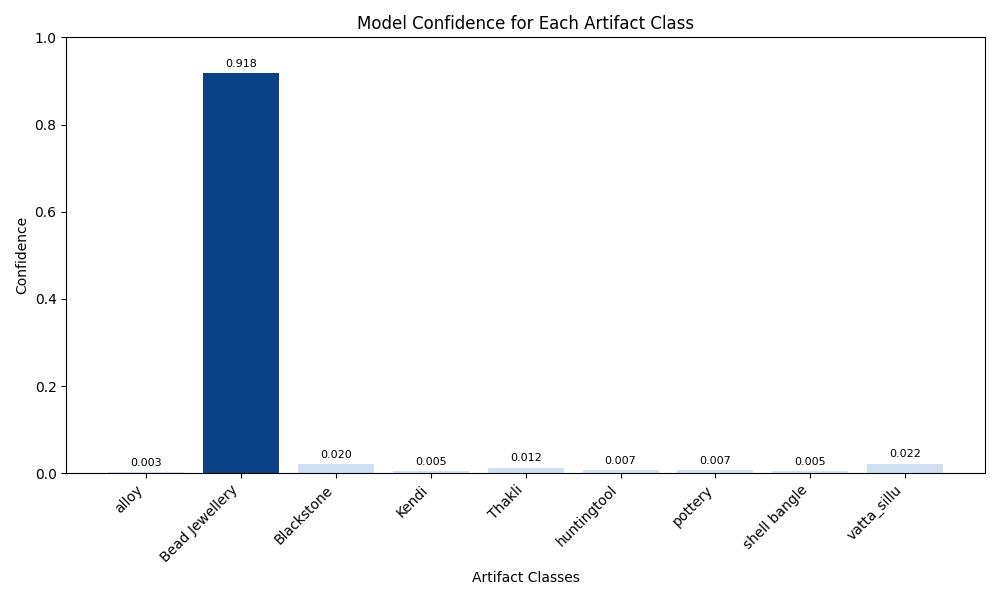 Model Confidence for Each Artifact Class
1.0
0.8
0.6
0.4
0.2
0.0
Confidence
0.003
0.918
0.020
0.005
0.012
0.007
0.007
0.005
0.022
alloy
Bead Jewellery
Blackstone
Kendi
Thakli
huntingtool
pottery
shell bangle
vatta_sillu
Artifact Classes